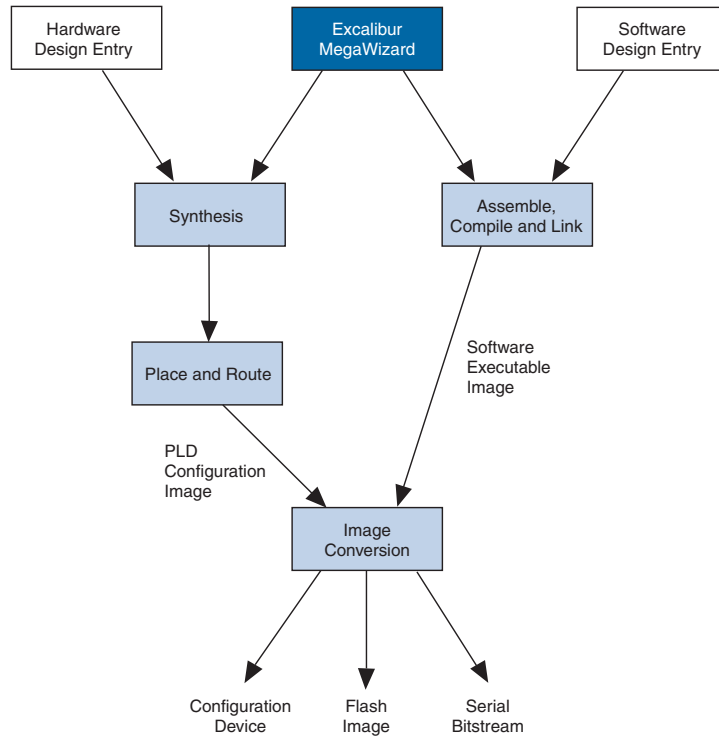 Hardware
Design Entry
Excalibur
MegaWizard
Software
Design Entry
Synthesis
Assemble,
Compile and Link
Place and Route
Software
Executable
Image
PLD
Configuration
Image
Image
Conversion
Configuration
Device
Flash
Image
Serial
Bitstream